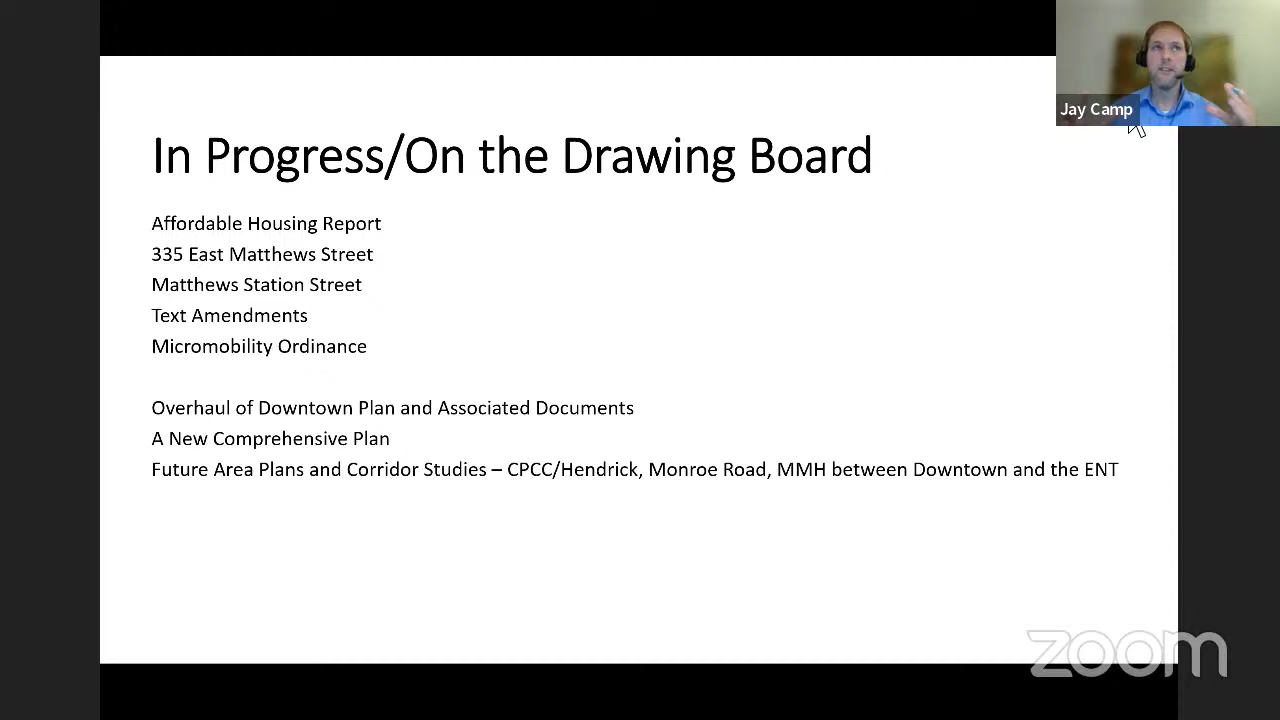 Jay Camp
In Progress/On the Drawing Board
Affordable Housing Report
335 East Matthews Street
Matthews Station Street
Text Amendments
Micromobility Ordinance
Overhaul of Downtown Plan and Associated Documents
A New Comprehensive Plan
Future Area Plans and Corridor Studies – CPCC/Hendrick, Monroe Road, MMH between Downtown and the ENT
zoom